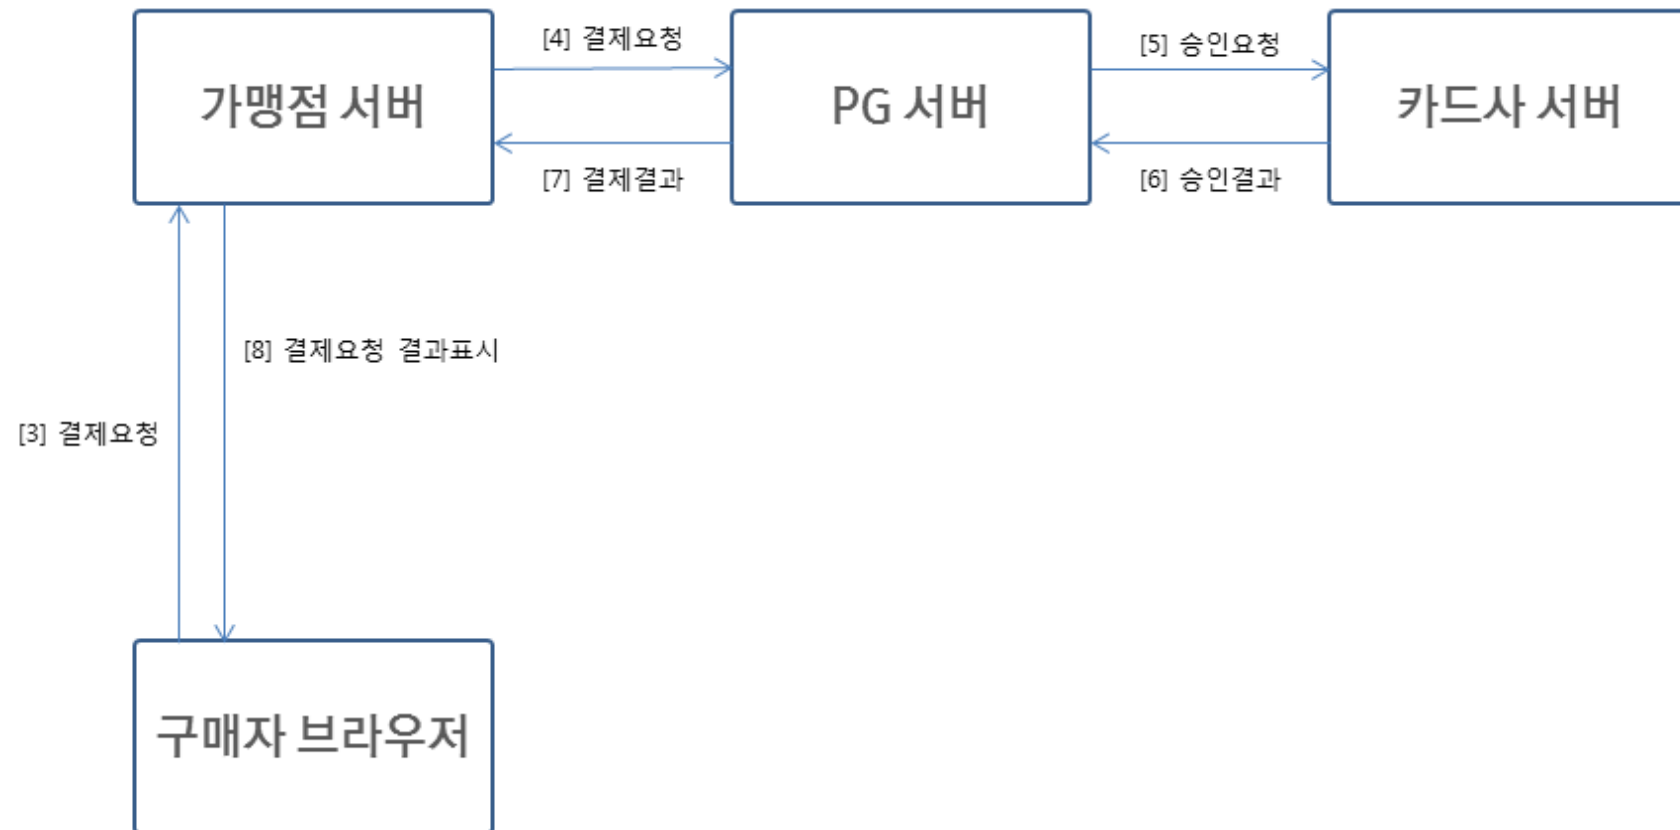 [4] 결제요청
[5] 승인요청
가맹점 서버
PG 서버
카드사 서버
[7] 결제결과
[6] 승인결과
[8] 결제요청 결과표시
[3] 결제요청
구매자 브라우저